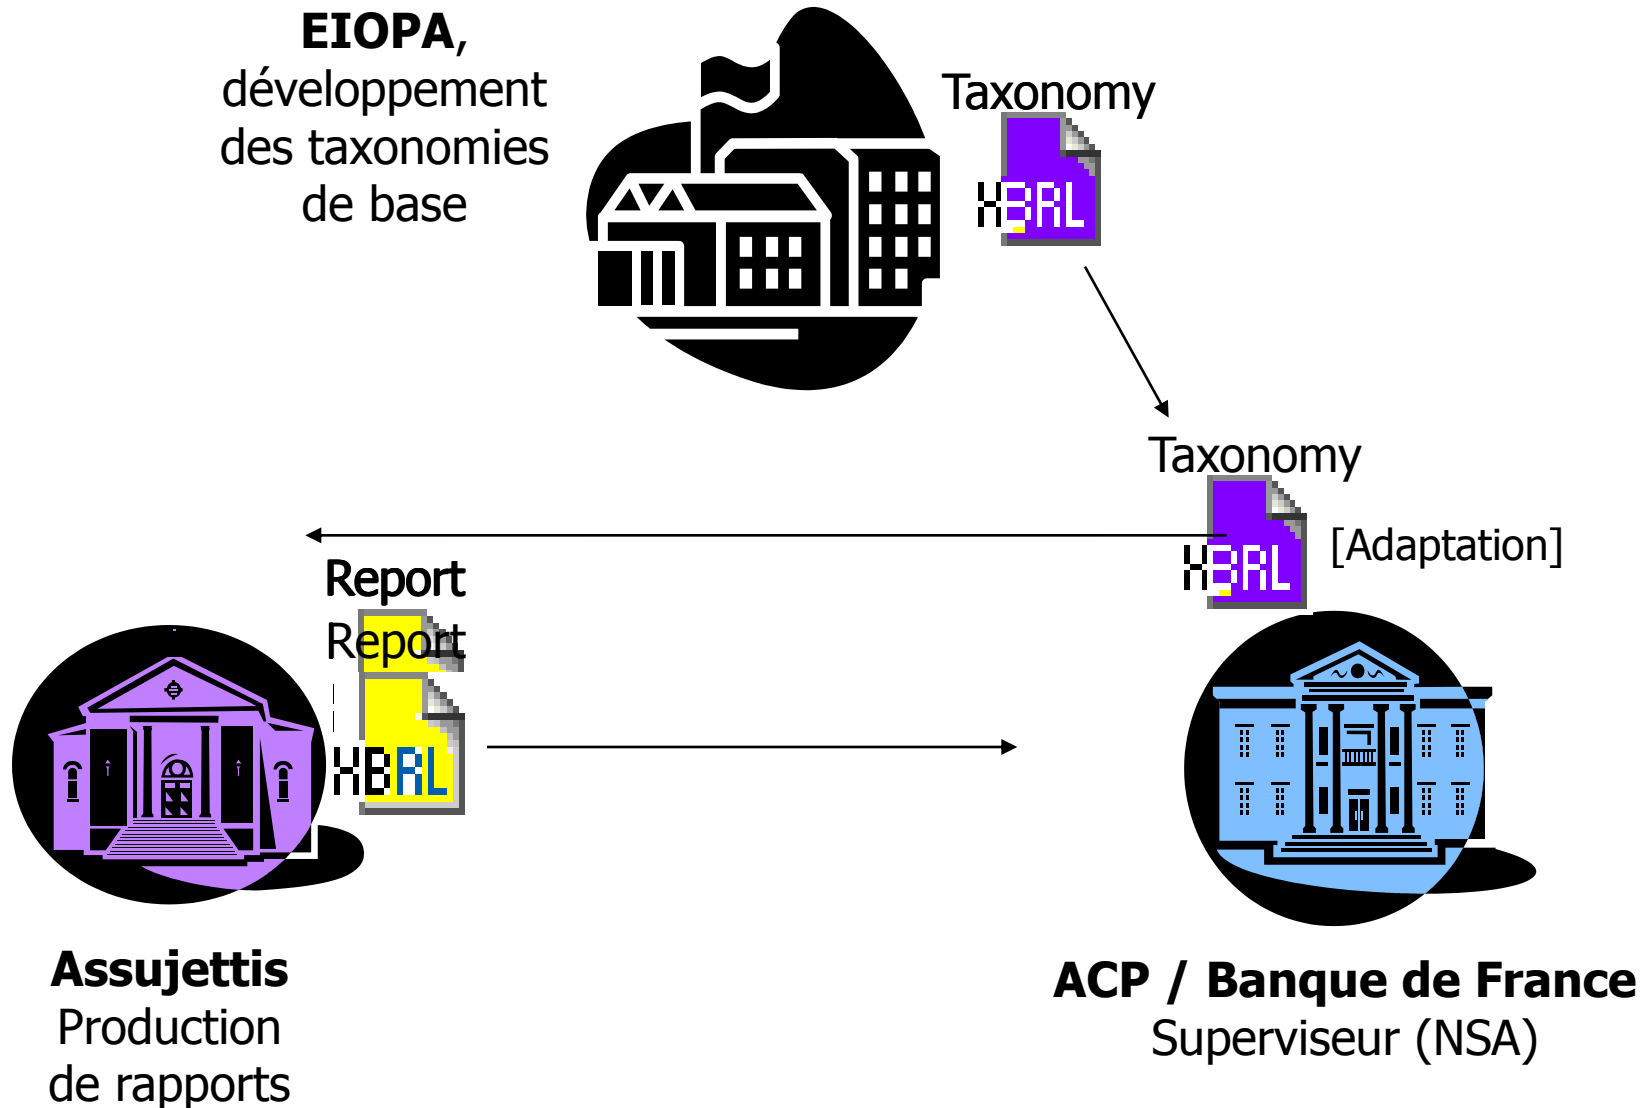 EIOPA,
développement
des taxonomies
de base
Taxonomy
XBRL
Taxonomy
XBRL
[Adaptation]
Report
Report
XBRL
Assujettis
Production
de rapports
ACP / Banque de France
Superviseur (NSA)